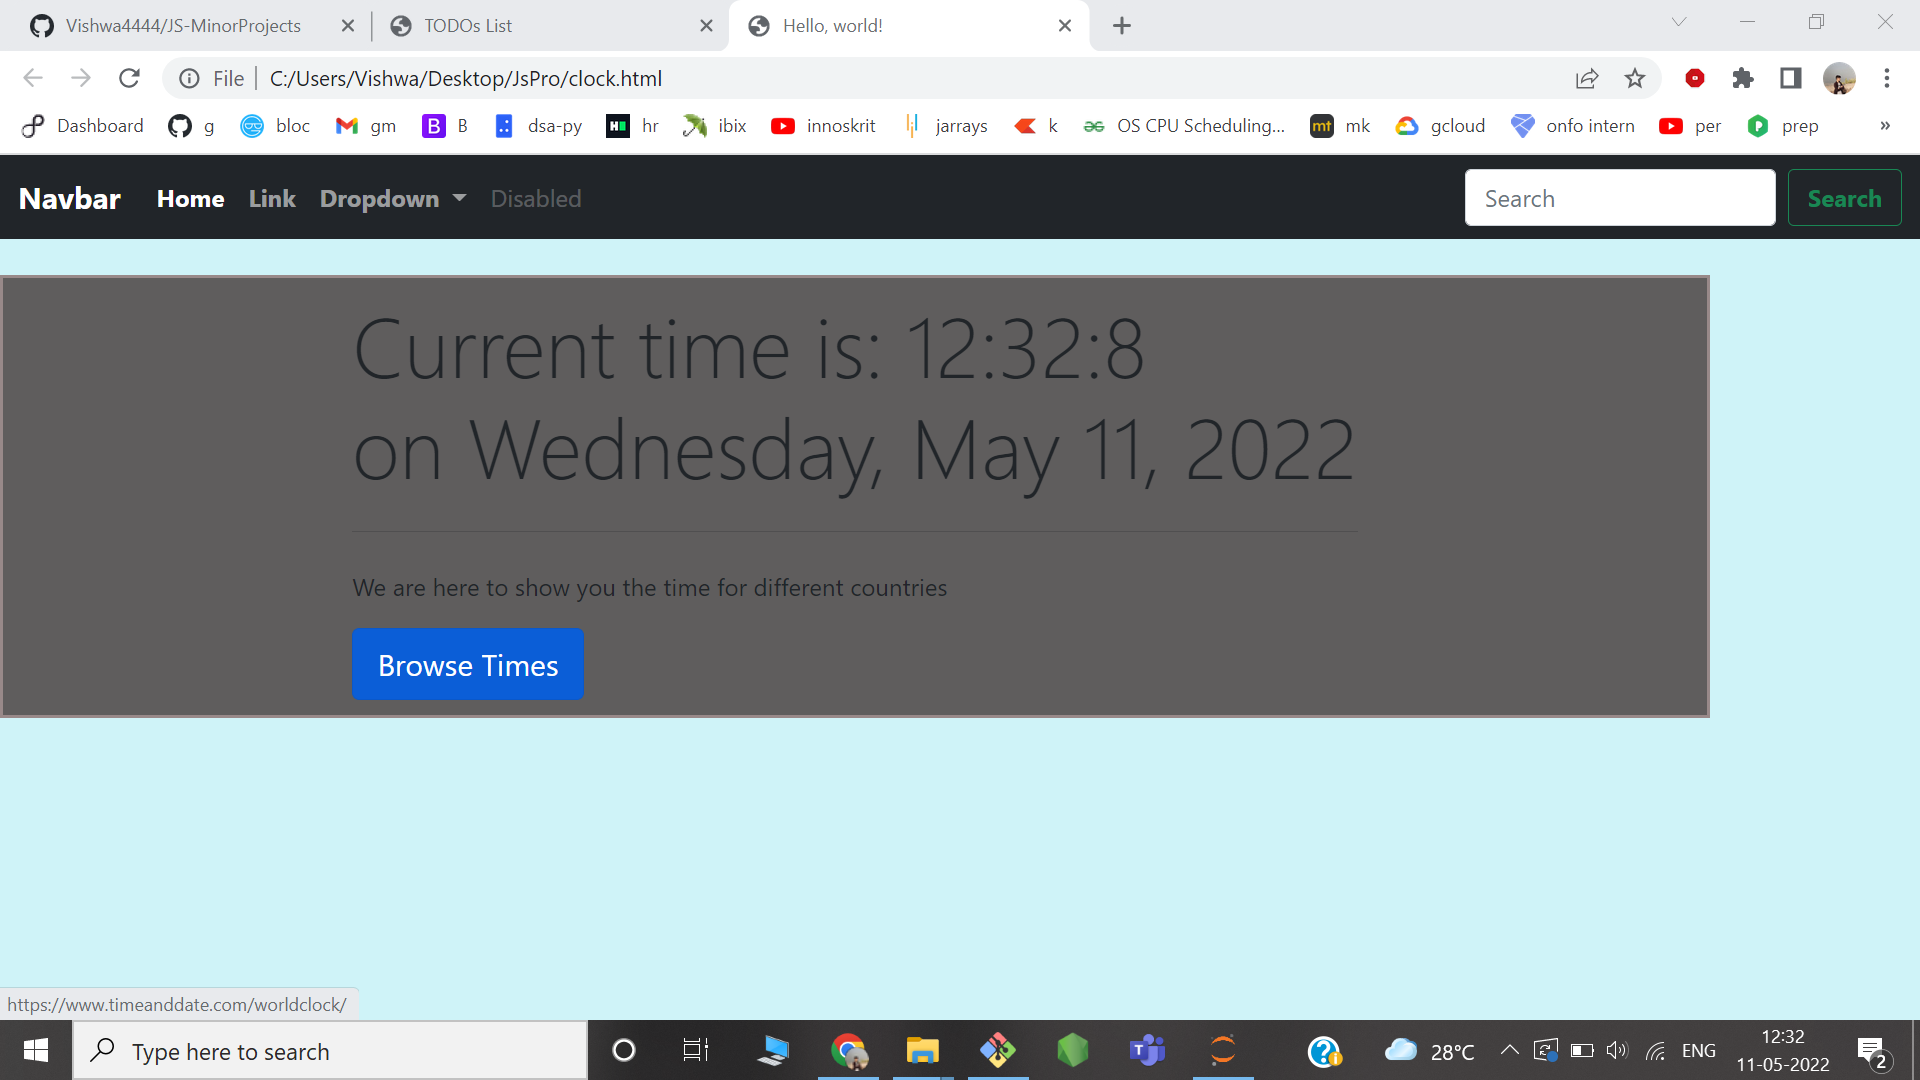 Vishwa4444/JS-MinorProjects
TODOs List
Hello, world!
File
C:/Users/Vishwa/Desktop/JsPro/clock.html
Dashboard
g
bloc
gm
B B
dsa-py
hr
ibix
innoskrit
jarrays
k
OS CPU Scheduling...
mt mk
gcloud
onfo intern
per
prep
»
Navbar
Home
Link
Dropdown
Disabled
Search
Search
Current time is: 12:32:8
on Wednesday, May 11, 2022
We are here to show you the time for different countries
Browse Times
https://www.timeanddate.com/worldclock/
Type here to search
28°C
ENG
12:32
11-05-2022
2